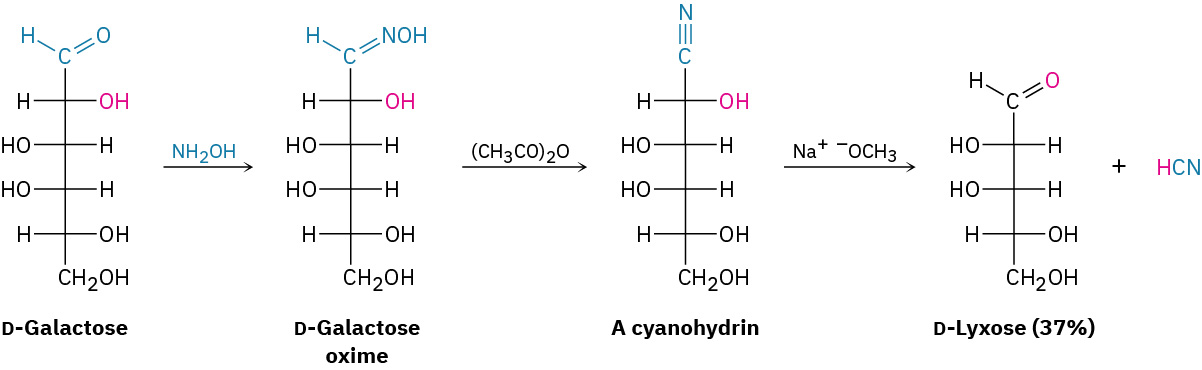 H O
C
H OH
HO H
HO H
H OH
CH₂OH
D-Galactose
NH₂OH
H NOH
C
H OH
HO H
HO H
H OH
CH₂OH
D-Galactose
oxime
(CH₃CO)₂O
N
C
H OH
HO H
HO H
H OH
CH₂OH
A cyanohydrin
Na⁺ ⁻OCH₃
H O
C
HO H
HO H
H OH
CH₂OH
D-Lyxose (37%)
+
HCN